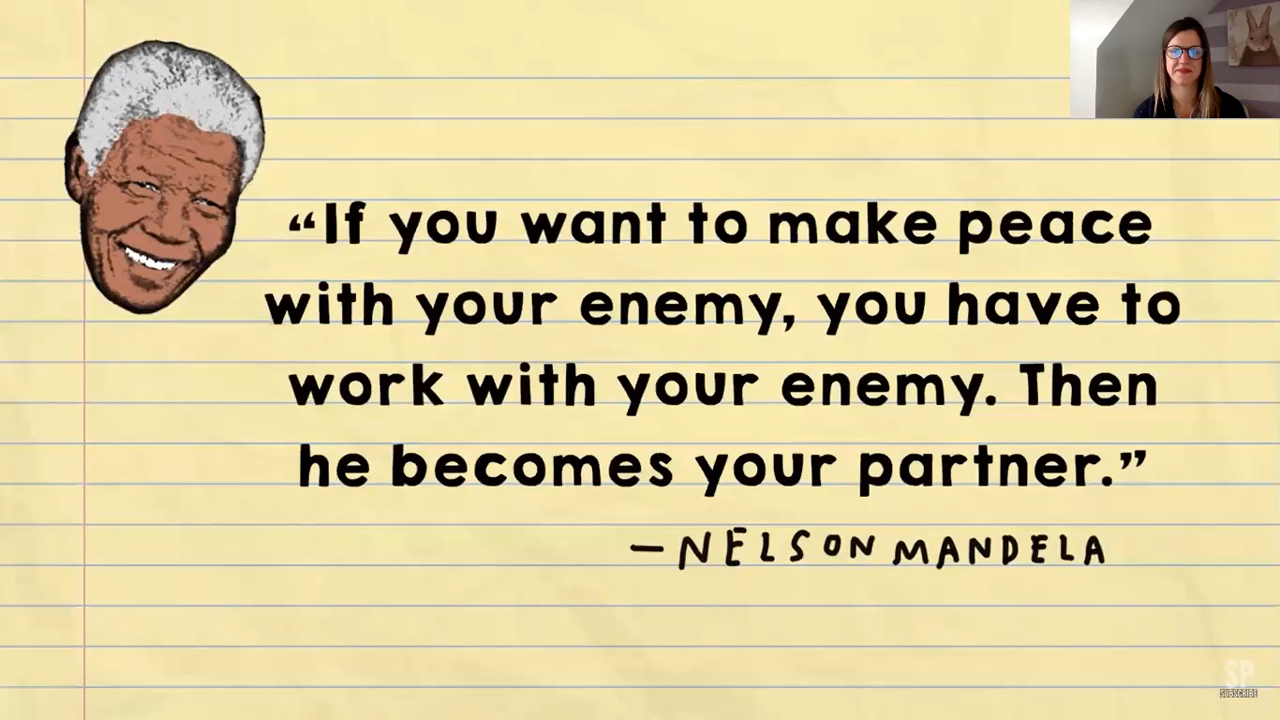 “If you want to make peace
with your enemy, you have to
work with your enemy. Then
he becomes your partner.”
— NELSON MANDELA
SP
SUBSCRIBE